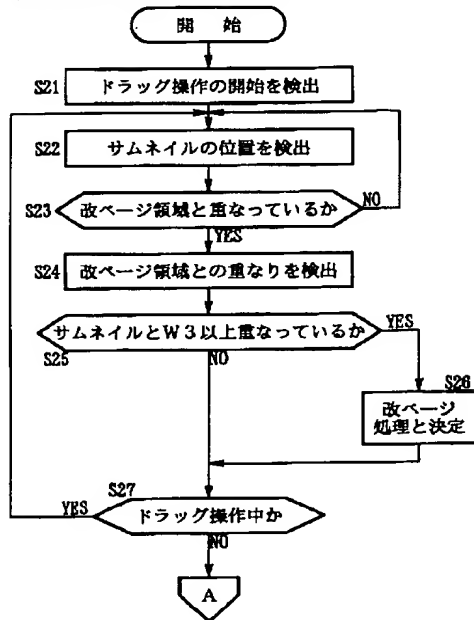 開 始
S21
ドラッグ操作の開始を検出
S22
サムネイルの位置を検出
S23
改ページ領域と重なっているか
NO
YES
S24
改ページ領域との重なりを検出
サムネイルとW3以上重なっているか
YES
S25
NO
S26
改ページ
処理と決定
S27
YES
ドラッグ操作中か
NO
A